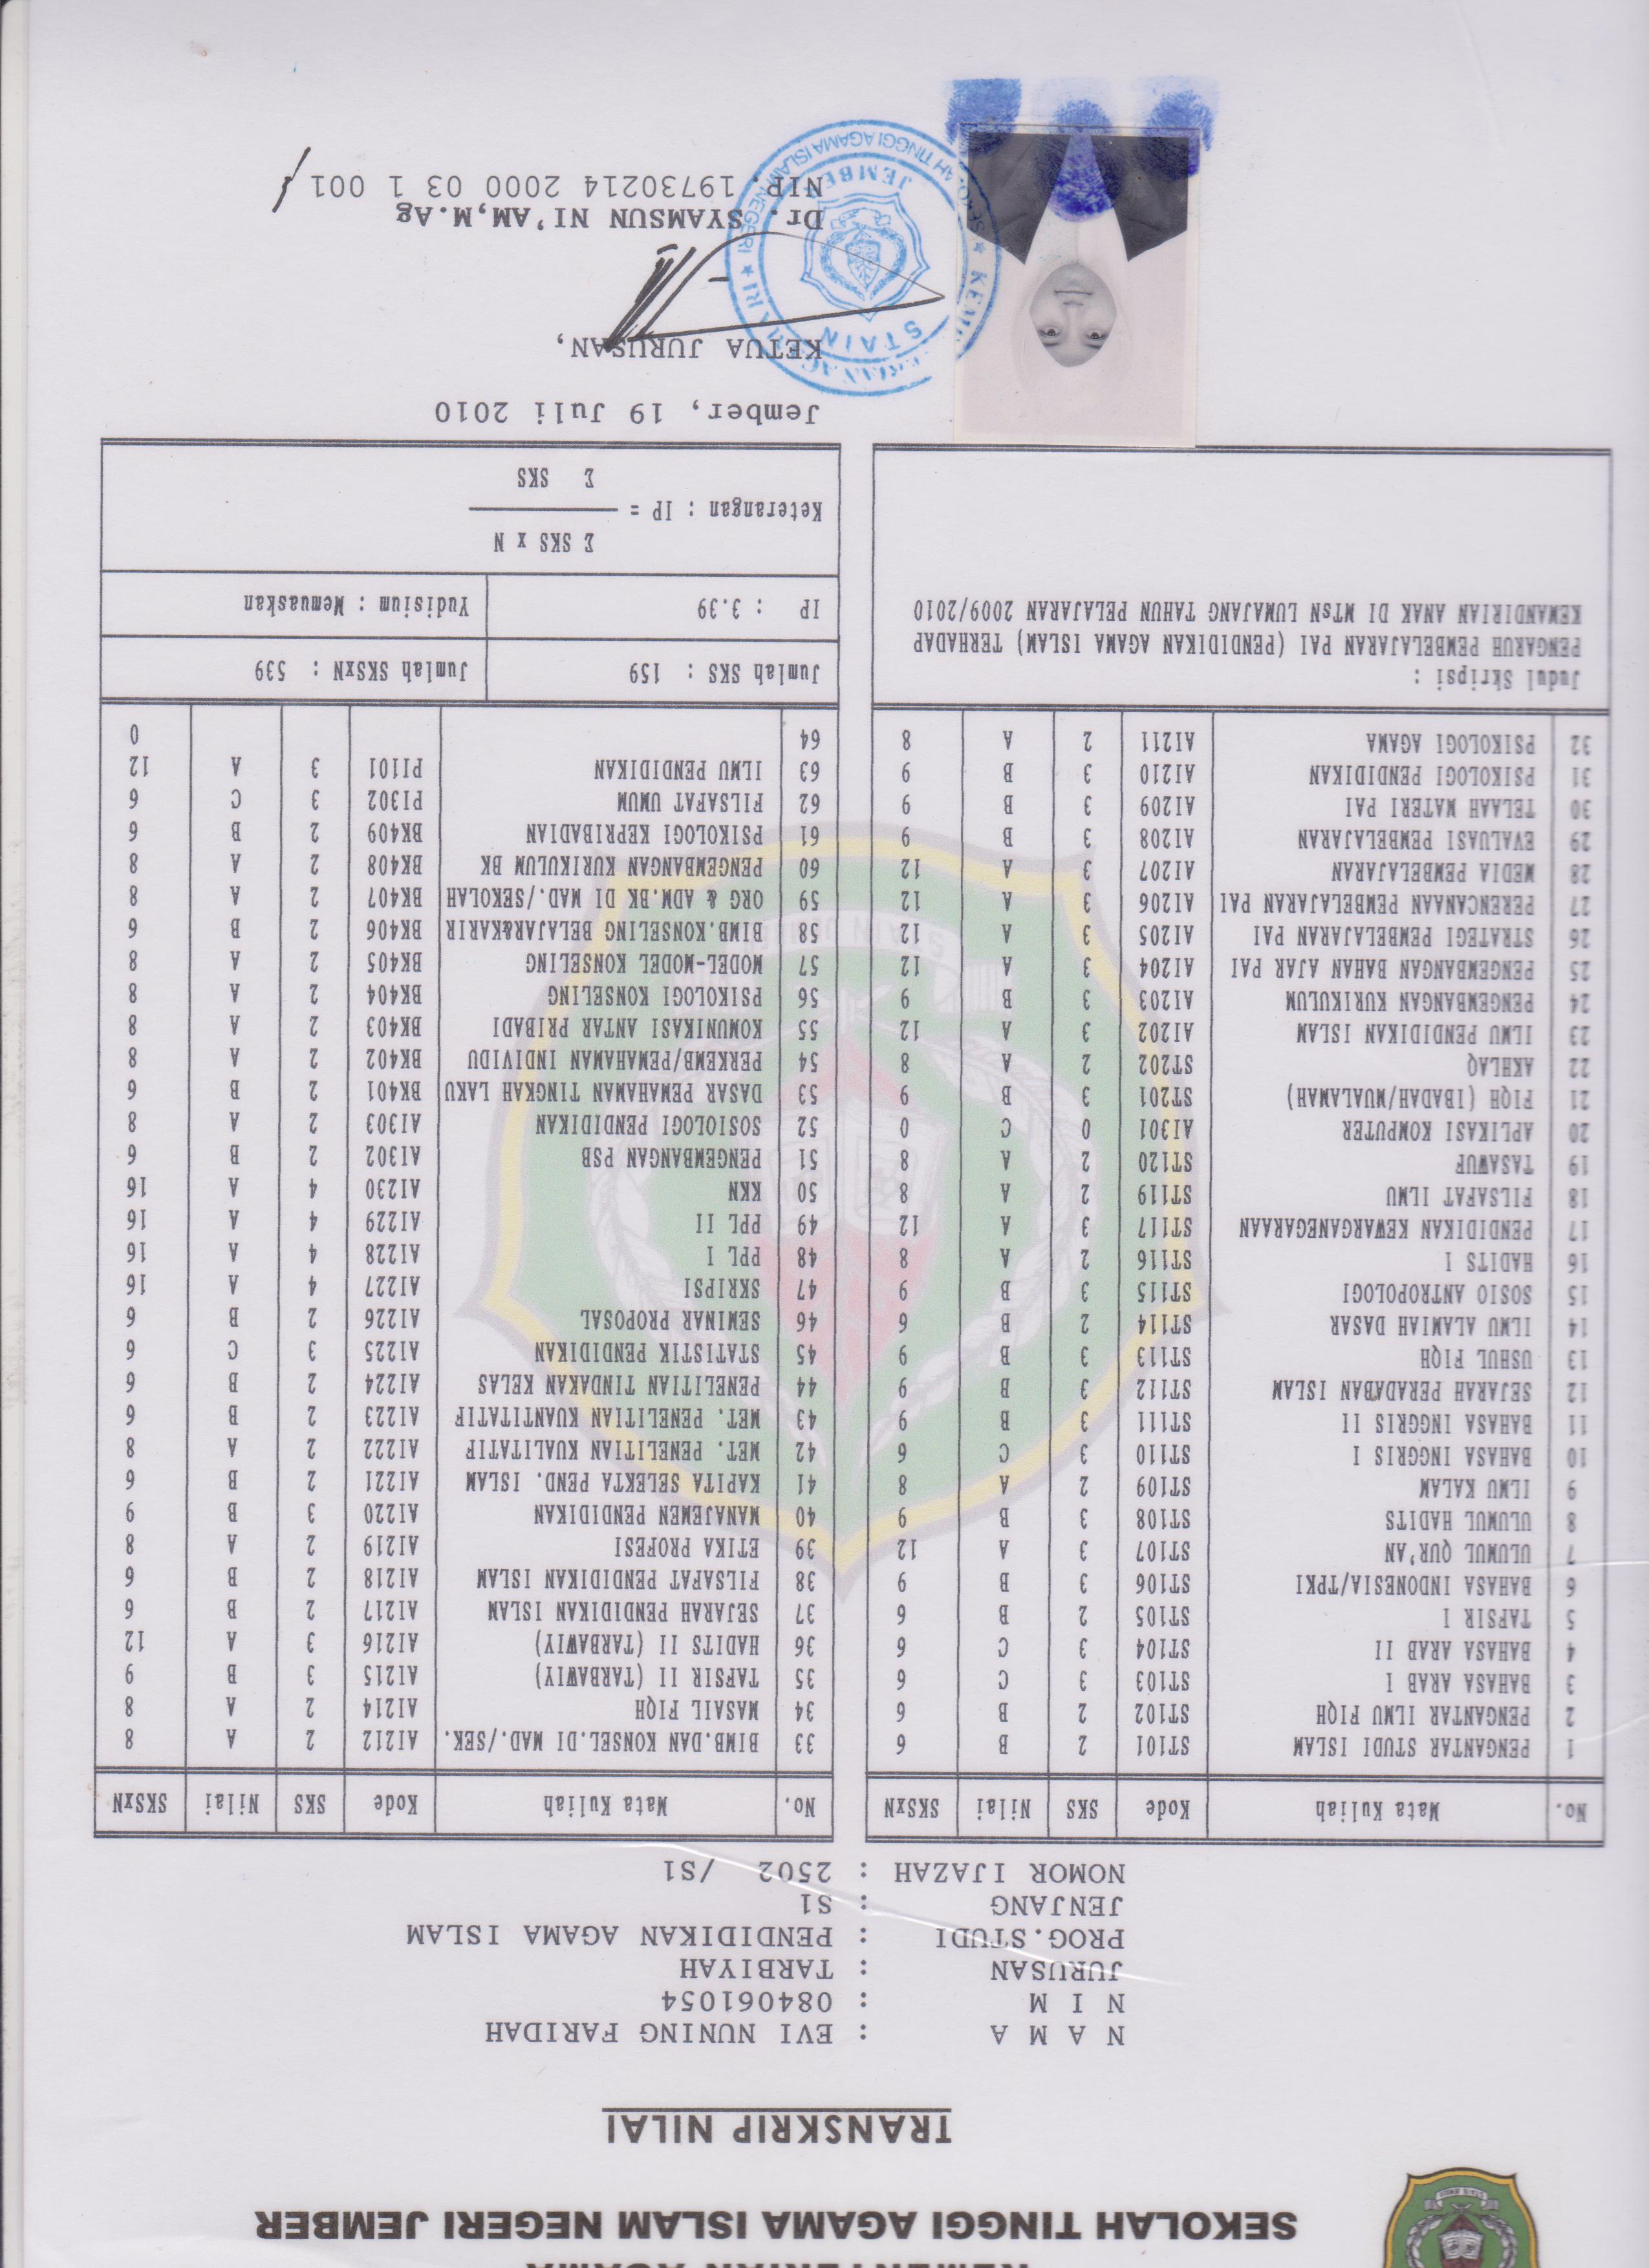 KEMENTERIAN AGAMA
SEKOLAH TINGGI AGAMA ISLAM NEGERI JEMBER
TRANSKRIP NILAI
N A M A : EVI NUNING FARIDAH
N I M : 084061054
JURUSAN : TARBIYAH
PROG.STUDI : PENDIDIKAN AGAMA ISLAM
JENJANG : S1
NOMOR IJAZAH : 2502 /S1
No. Mata Kuliah Kode SKS Nilai SKSxN
1 PENGANTAR STUDI ISLAM ST101 2 B 6
2 PENGANTAR ILMU FIQH ST102 2 B 6
3 BAHASA ARAB I ST103 3 C 6
4 BAHASA ARAB II ST104 3 C 6
5 TAFSIR I ST105 2 B 6
6 BAHASA INDONESIA/TPKI ST106 3 B 9
7 ULUMUL QUR'AN ST107 3 A 12
8 ULUMUL HADITS ST108 3 B 9
9 ILMU KALAM ST109 2 A 8
10 BAHASA INGGRIS I ST110 3 C 6
11 BAHASA INGGRIS II ST111 3 B 9
12 SEJARAH PERADABAN ISLAM ST112 3 B 9
13 USHUL FIQH ST113 3 B 9
14 ILMU ALAMIAH DASAR ST114 2 B 6
15 SOSIO ANTROPOLOGI ST115 3 B 9
16 HADITS I ST116 2 A 8
17 PENDIDIKAN KEWARGANEGARAAN ST117 3 A 12
18 FILSAFAT ILMU ST119 2 A 8
19 TASAWUF ST120 2 A 8
20 APLIKASI KOMPUTER AI301 0 C 0
21 FIQH (IBADAH/MUALAMAH) ST201 3 B 9
22 AKHLAQ ST202 2 A 8
23 ILMU PENDIDIKAN ISLAM AI202 3 A 12
24 PENGEMBANGAN KURIKULUM AI203 3 B 9
25 PENGEMBANGAN BAHAN AJAR PAI AI204 3 A 12
26 STRATEGI PEMBELAJARAN PAI AI205 3 A 12
27 PERENCANAAN PEMBELAJARAN PAI AI206 3 A 12
28 MEDIA PEMBELAJARAN AI207 3 A 12
29 EVALUASI PEMBELAJARAN AI208 3 B 9
30 TELAAH MATERI PAI AI209 3 B 9
31 PSIKOLOGI PENDIDIKAN AI210 3 B 9
32 PSIKOLOGI AGAMA AI211 2 A 8
Judul Skripsi :
PENGARUH PEMBELAJARAN PAI (PENDIDIKAN AGAMA ISLAM) TERHADAP
KEMANDIRIAN ANAK DI MTsN LUMAJANG TAHUN PELAJARAN 2009/2010
No. Mata Kuliah Kode SKS Nilai SKSxN
33 BIMB.DAN KONSEL.DI MAD./SEK. AI212 2 A 8
34 MASAIL FIQH AI214 2 A 8
35 TAFSIR II (TARBAWIY) AI215 3 B 9
36 HADITS II (TARBAWIY) AI216 3 A 12
37 SEJARAH PENDIDIKAN ISLAM AI217 2 B 6
38 FILSAFAT PENDIDIKAN ISLAM AI218 2 B 6
39 ETIKA PROFESI AI219 2 A 8
40 MANAJEMEN PENDIDIKAN AI220 3 B 9
41 KAPITA SELEKTA PEND. ISLAM AI221 2 B 6
42 MET. PENELITIAN KUALITATIF AI222 2 A 8
43 MET. PENELITIAN KUANTITATIF AI223 2 B 6
44 PENELITIAN TINDAKAN KELAS AI224 2 B 6
45 STATISTIK PENDIDIKAN AI225 3 C 6
46 SEMINAR PROPOSAL AI226 2 B 6
47 SKRIPSI AI227 4 A 16
48 PPL I AI228 4 A 16
49 PPL II AI229 4 A 16
50 KKN AI230 4 A 16
51 PENGEMBANGAN PSB AI302 2 B 6
52 SOSIOLOGI PENDIDIKAN AI303 2 A 8
53 DASAR PEMAHAMAN TINGKAH LAKU BK401 2 B 6
54 PERKEMB/PEMAHAMAN INDIVIDU BK402 2 A 8
55 KOMUNIKASI ANTAR PRIBADI BK403 2 A 8
56 PSIKOLOGI KONSELING BK404 2 A 8
57 MODEL-MODEL KONSELING BK405 2 A 8
58 BIMB.KONSELING BELAJAR&KARIR BK406 2 B 6
59 ORG & ADM.BK DI MAD./SEKOLAH BK407 2 A 8
60 PENGEMBANGAN KURIKULUM BK BK408 2 A 8
61 PSIKOLOGI KEPRIBADIAN BK409 2 B 6
62 FILSAFAT UMUM PI302 3 C 6
63 ILMU PENDIDIKAN PI101 3 A 12
64 0
Jumlah SKS : 159 Jumlah SKSxN : 539
IP : 3.39 Yudisium : Memuaskan
Σ SKS x N
Keterangan : IP =
Σ SKS
Jember, 19 Juli 2010
KETUA JURUSAN,
Dr. SYAMSUN NI'AM,M.Ag
NIP. 19730214 2000 03 1 001
STAIN
JEMBER